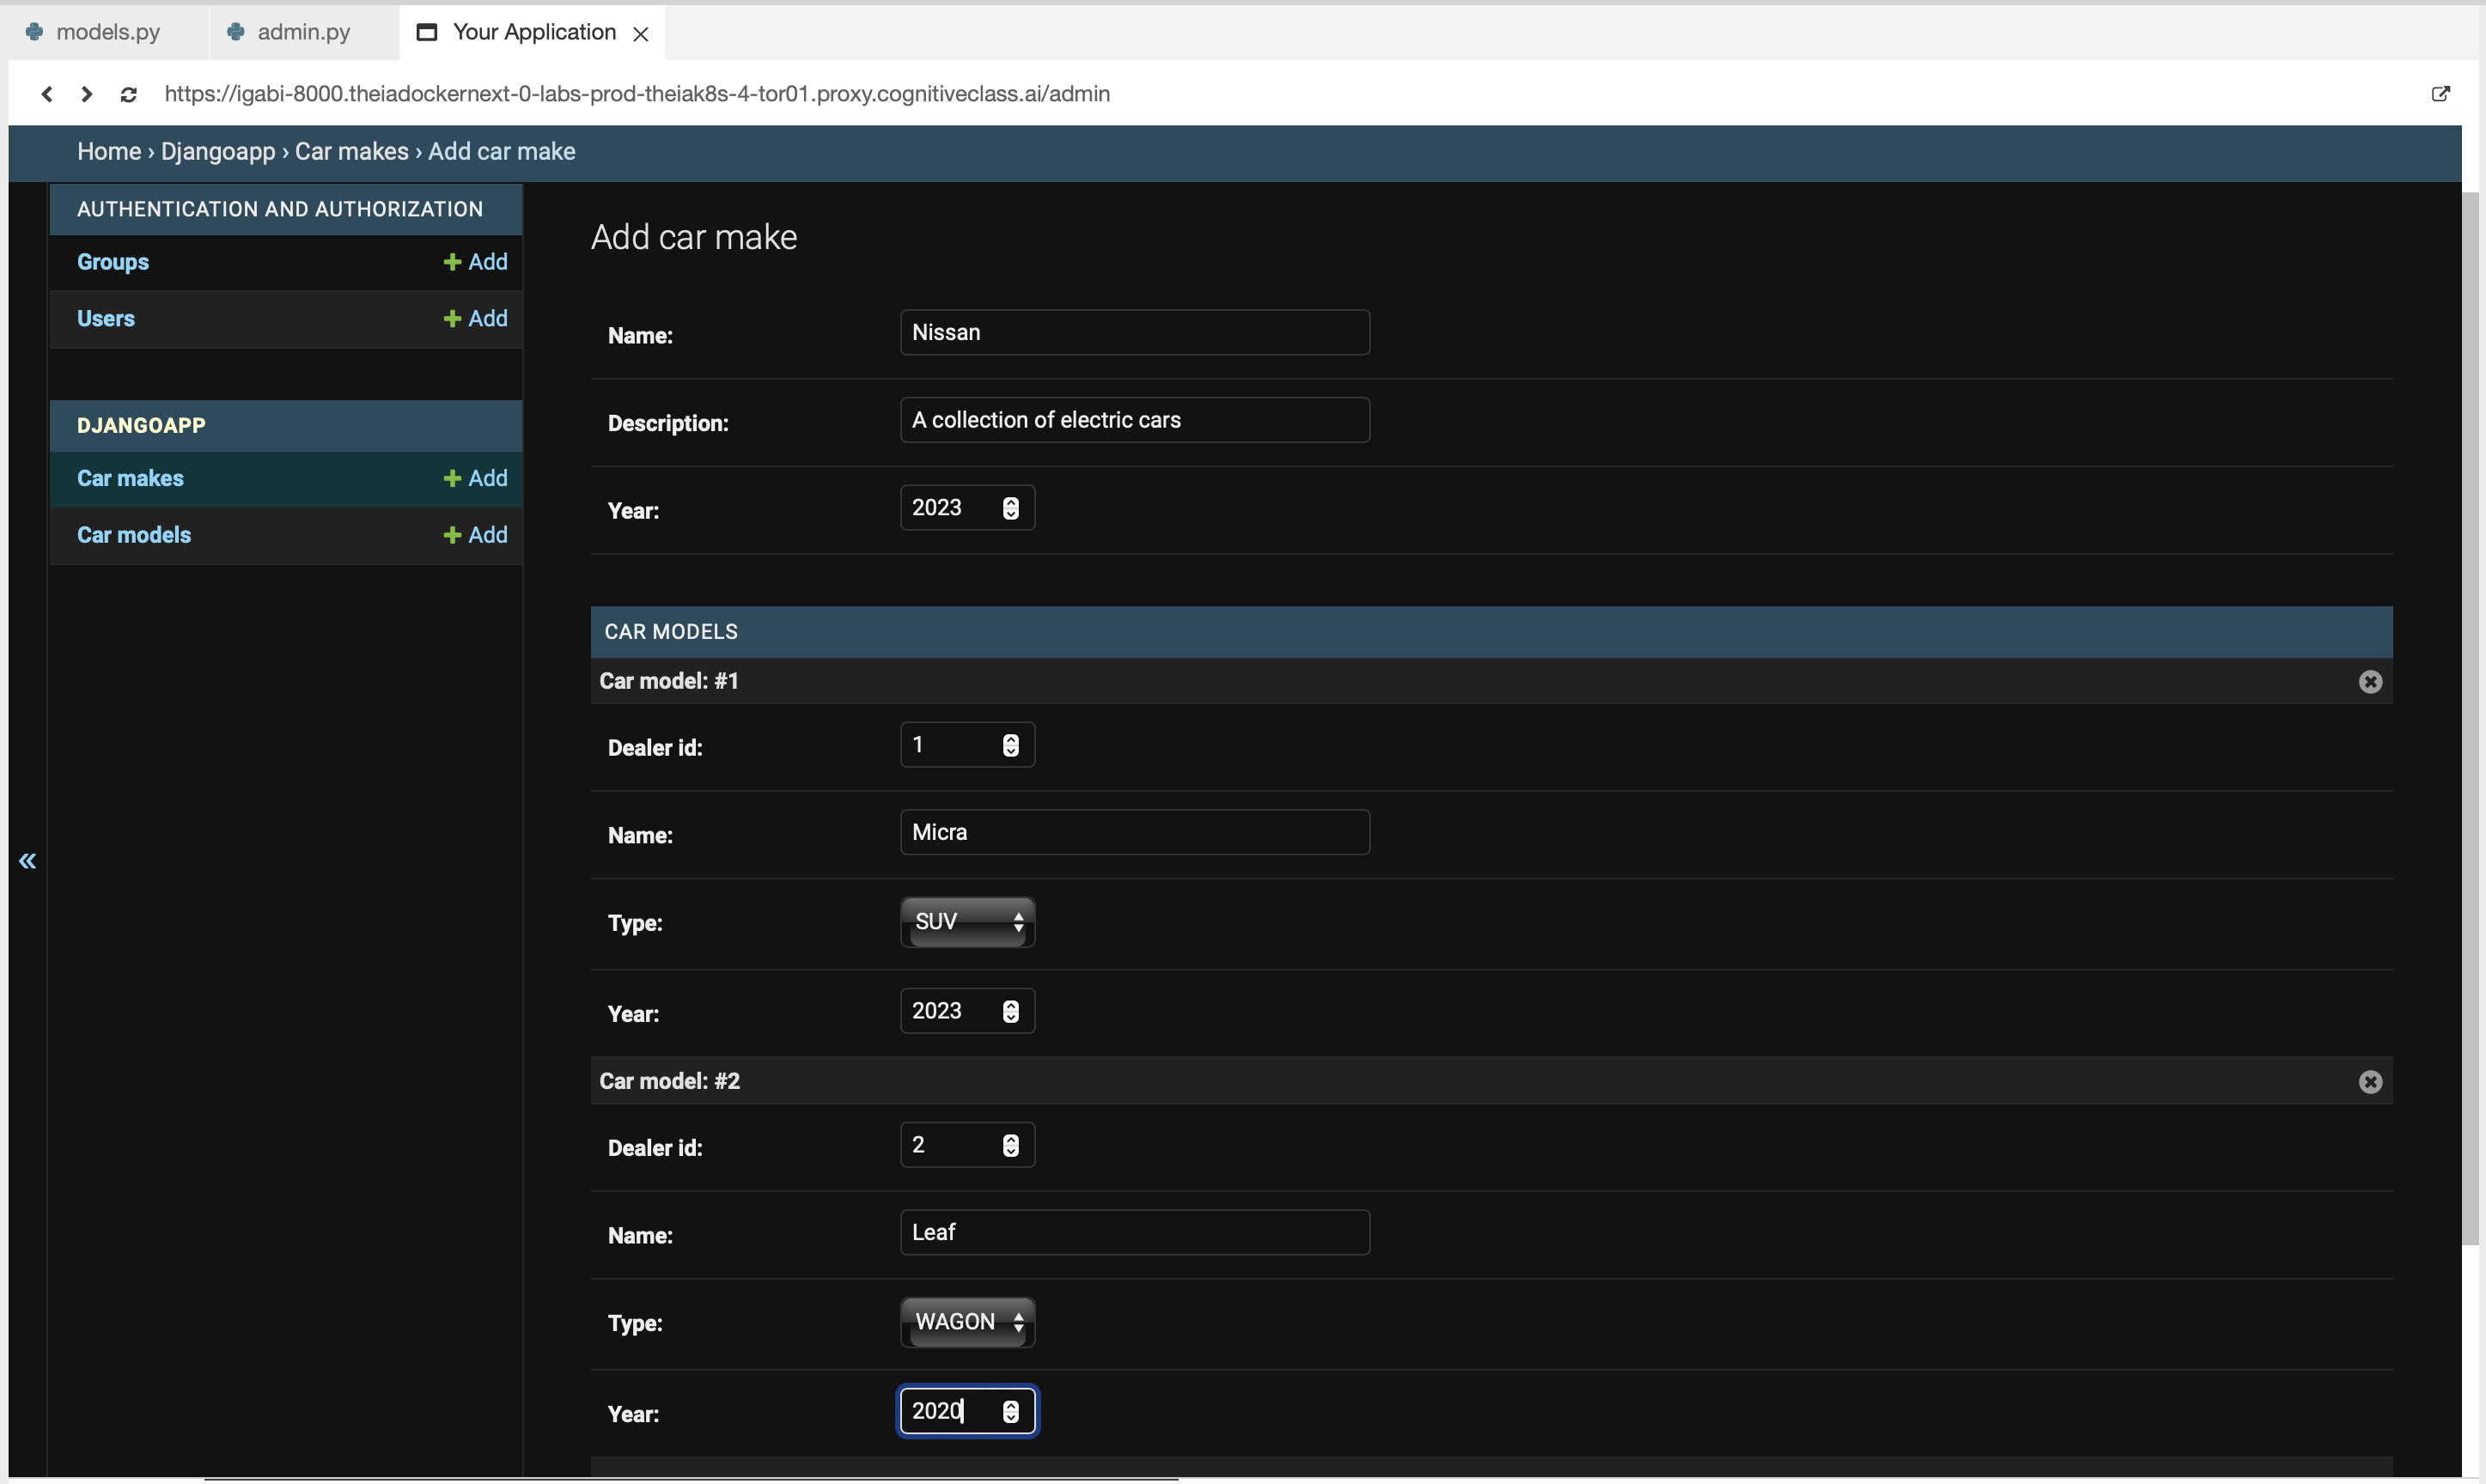 models.py
admin.py
Your Application
https://igabi-8000.theiadockernext-0-labs-prod-theiak8s-4-tor01.proxy.cognitiveclass.ai/admin
Home › Djangoapp › Car makes › Add car make
AUTHENTICATION AND AUTHORIZATION
Groups + Add
Users + Add
DJANGOAPP
Car makes + Add
Car models + Add
«
Add car make
Name: Nissan
Description: A collection of electric cars
Year: 2023
CAR MODELS
Car model: #1
Dealer id: 1
Name: Micra
Type: SUV
Year: 2023
Car model: #2
Dealer id: 2
Name: Leaf
Type: WAGON
Year: 2020